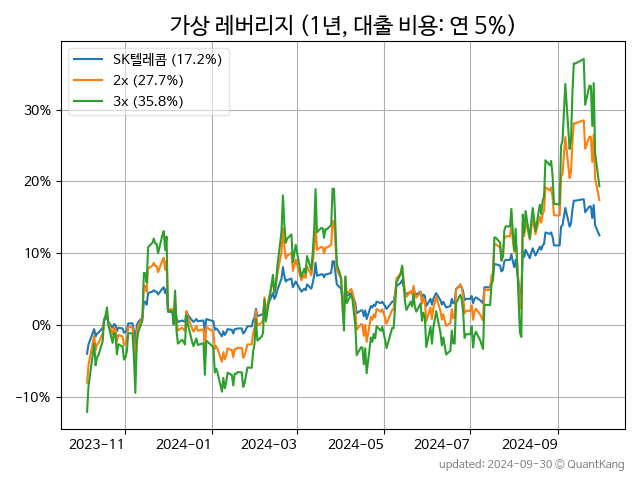 가상 레버리지 (1년, 대출 비용: 연 5%)
SK텔레콤 (17.2%)
2x (27.7%)
3x (35.8%)
30%
20%
10%
0%
−10%
2023-11
2024-01
2024-03
2024-05
2024-07
2024-09
updated: 2024-09-30 © QuantKang